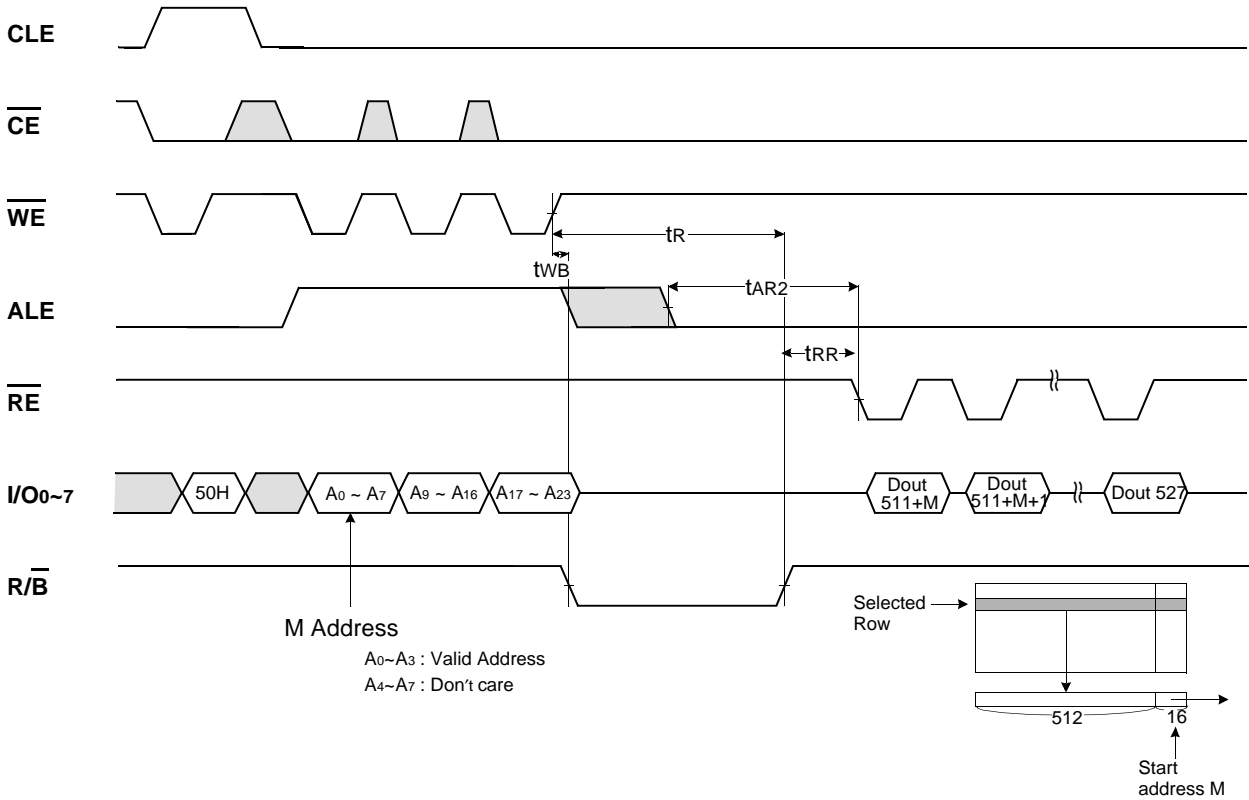 CLE
CE
WE
tR
tWB
ALE
tAR2
tRR
RE
I/O0~7
50H
A0 ~ A7
A9 ~ A16
A17 ~ A23
Dout
511+M
Dout
511+M+1
Dout 527
R/B
M Address
A0~A3 : Valid Address
A4~A7 : Don't care
Selected
Row
512
16
Start
address M